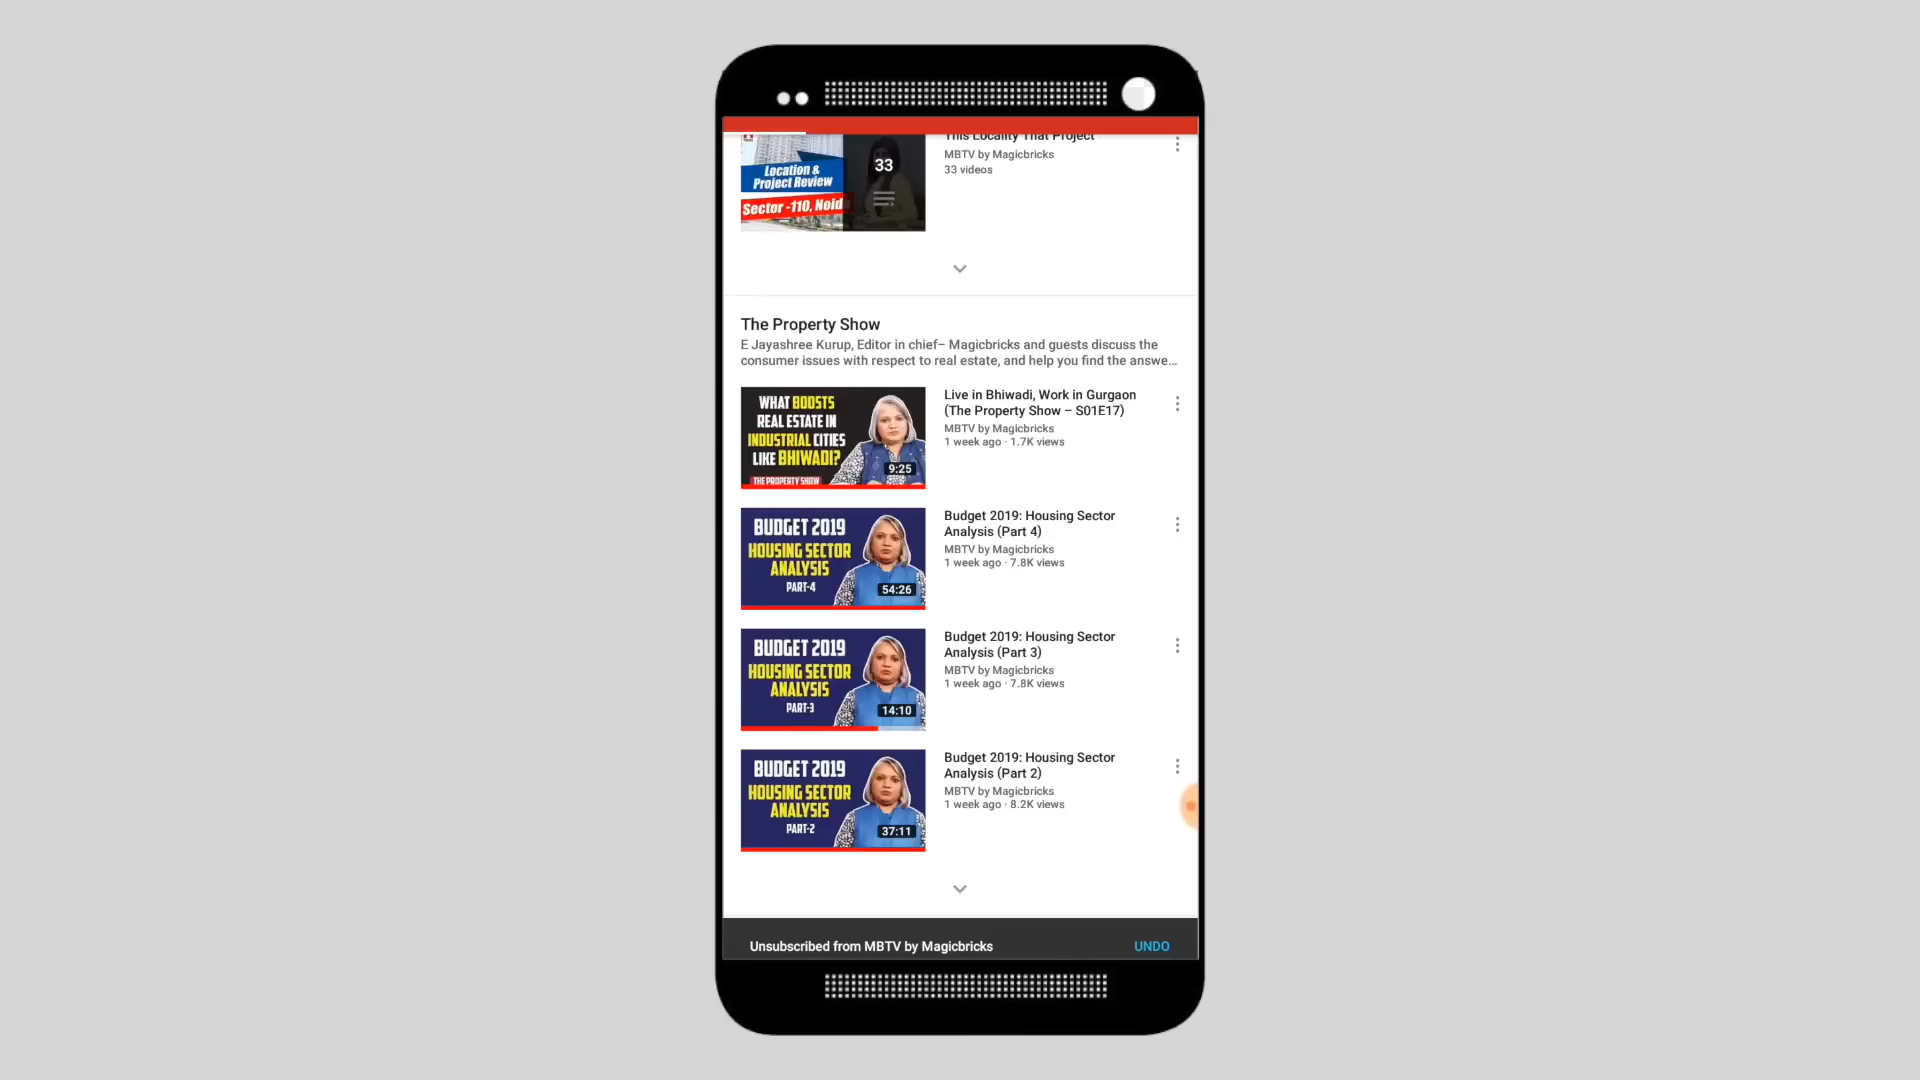 This Locality That Project
MBTV by Magicbricks
33 videos
Location &
Project Review
Sector -110, Noid
33
The Property Show
E Jayashree Kurup, Editor in chief– Magicbricks and guests discuss the
consumer issues with respect to real estate, and help you find the answe...
WHAT BOOSTS
REAL ESTATE IN
INDUSTRIAL CITIES
LIKE BHIWADI?
THE PROPERTY SHOW
9:25
Live in Bhiwadi, Work in Gurgaon
(The Property Show – S01E17)
MBTV by Magicbricks
1 week ago · 1.7K views
BUDGET 2019
HOUSING SECTOR
ANALYSIS
PART-4
54:26
Budget 2019: Housing Sector
Analysis (Part 4)
MBTV by Magicbricks
1 week ago · 7.8K views
BUDGET 2019
HOUSING SECTOR
ANALYSIS
PART-3
14:10
Budget 2019: Housing Sector
Analysis (Part 3)
MBTV by Magicbricks
1 week ago · 7.8K views
BUDGET 2019
HOUSING SECTOR
ANALYSIS
PART-2
37:11
Budget 2019: Housing Sector
Analysis (Part 2)
MBTV by Magicbricks
1 week ago · 8.2K views
Unsubscribed from MBTV by Magicbricks
UNDO